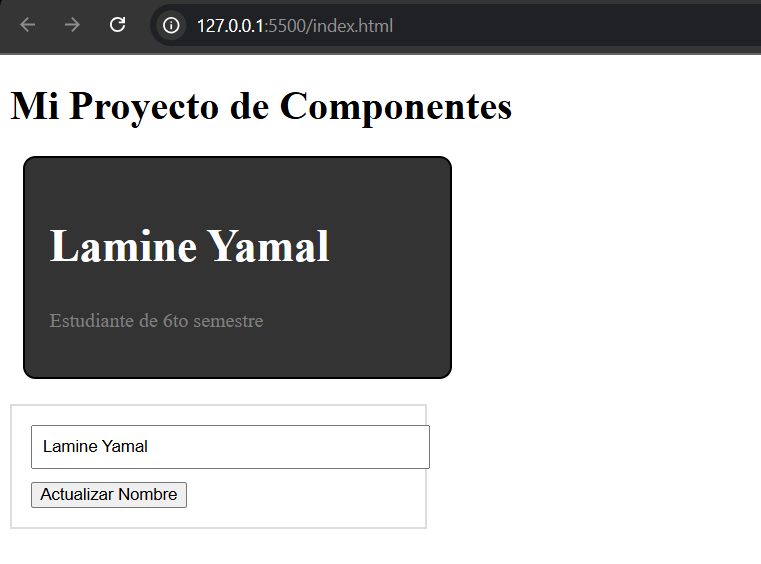 127.0.0.1:5500/index.html
Mi Proyecto de Componentes
Lamine Yamal
Estudiante de 6to semestre
Lamine Yamal
Actualizar Nombre